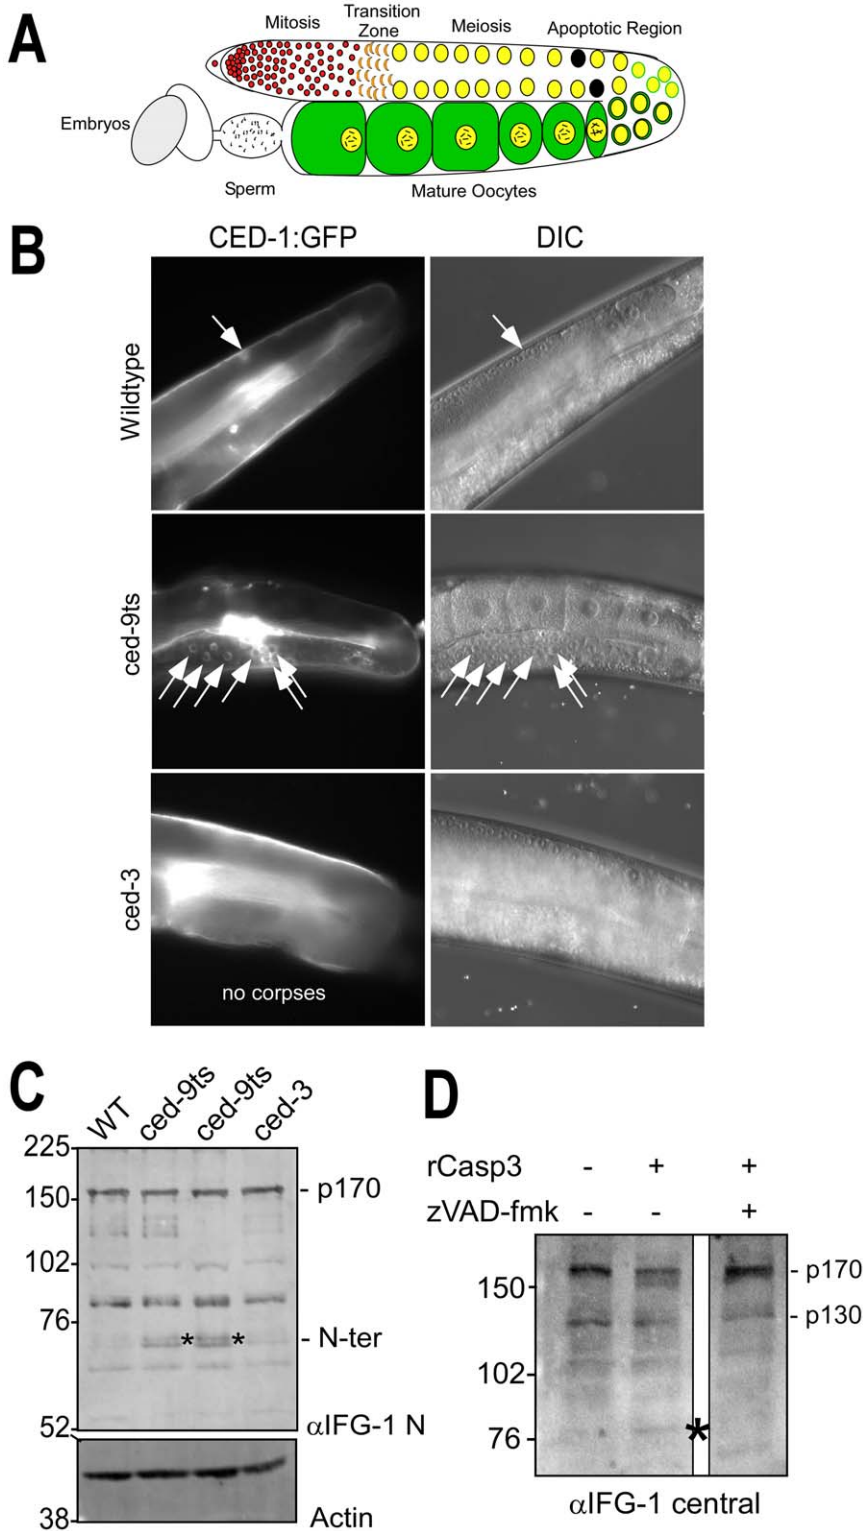 A
Mitosis
Transition
Zone
Meiosis
Apoptotic Region
Embryos
Sperm
Mature Oocytes
B
CED-1:GFP
DIC
Wildtype
ced-9ts
ced-3
no corpses
C
WT
ced-9ts
ced-9ts
ced-3
225
150
102
76
52
38
- p170
* *
- N-ter
αIFG-1 N
Actin
D
rCasp3 - + +
zVAD-fmk - - +
150
102
76
- p170
- p130
*
αIFG-1 central